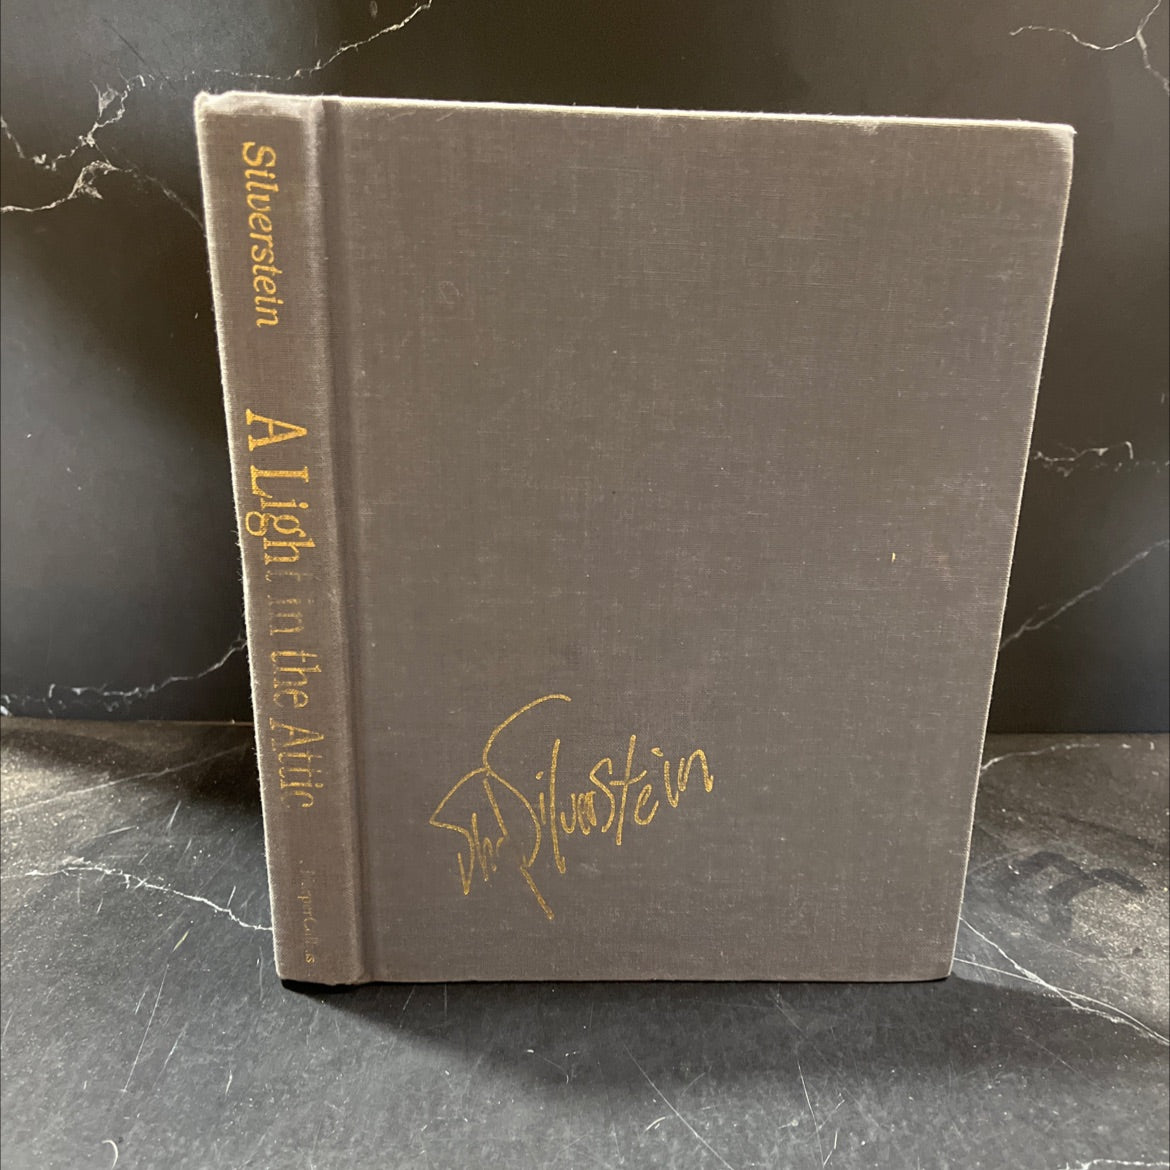 Silverstein
A Light in the Attic
HarperCollins
Shel Silverstein